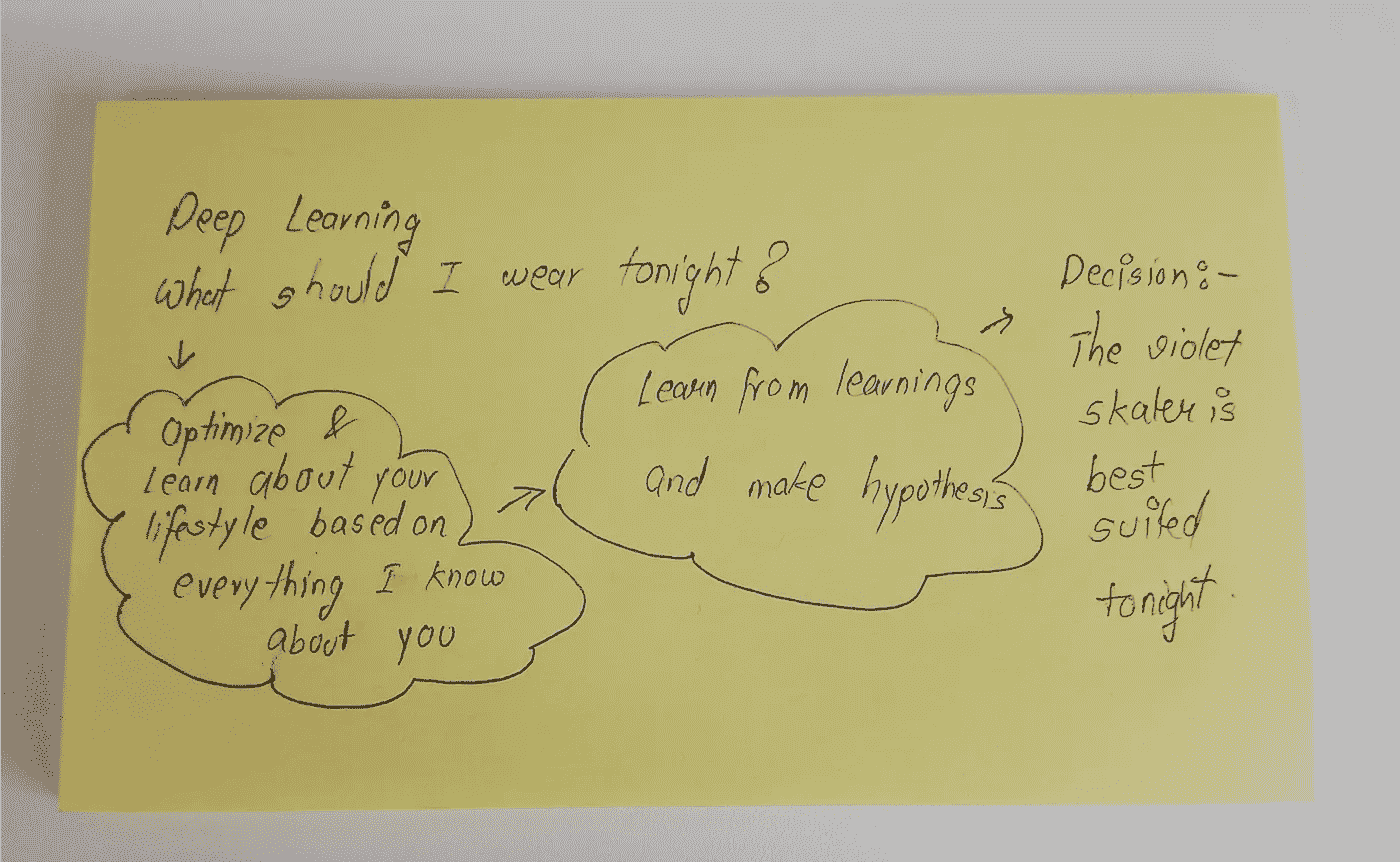 Deep Learning
What should I wear tonight?
↓
Optimize &
Learn about your
lifestyle based on
everything I know
about you
→
Learn from learnings
and make hypothesis
→
Decision:-
The violet
skater is
best
suited
tonight.